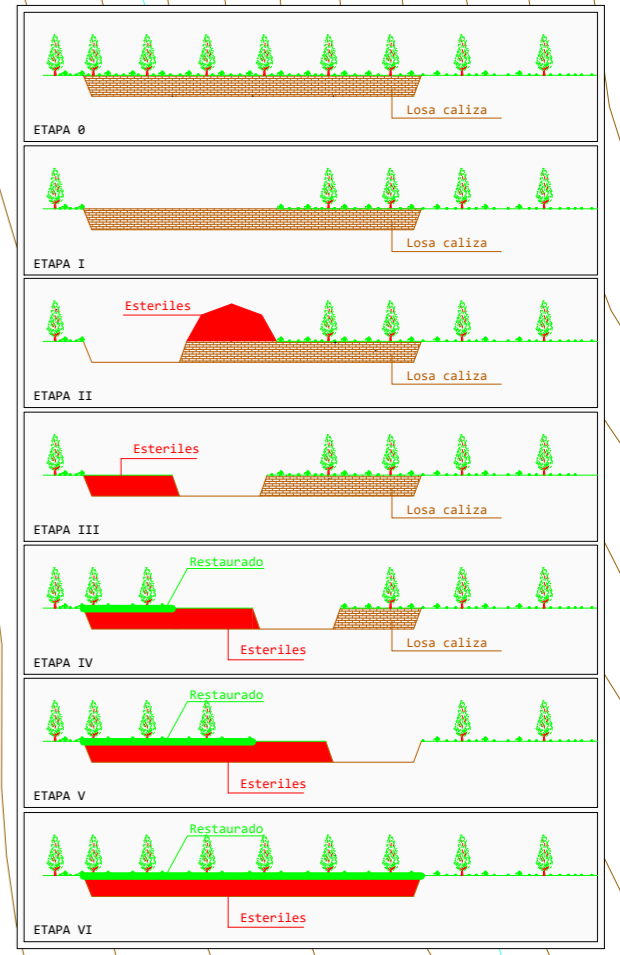 Losa caliza
ETAPA 0
Losa caliza
ETAPA I
Esteriles
Losa caliza
ETAPA II
Esteriles
Losa caliza
ETAPA III
Restaurado
Losa caliza
Esteriles
ETAPA IV
Restaurado
Esteriles
ETAPA V
Restaurado
Esteriles
ETAPA VI